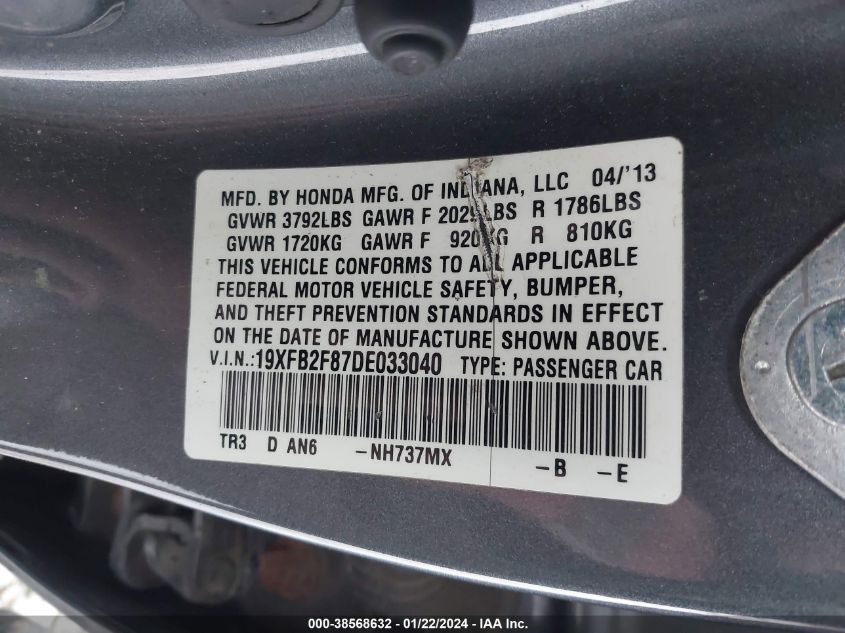 MFD. BY HONDA MFG. OF INDIANA, LLC 04/'13
GVWR 3792LBS GAWR F 2029LBS R 1786LBS
GVWR 1720KG GAWR F 920KG R 810KG
THIS VEHICLE CONFORMS TO ALL APPLICABLE
FEDERAL MOTOR VEHICLE SAFETY, BUMPER,
AND THEFT PREVENTION STANDARDS IN EFFECT
ON THE DATE OF MANUFACTURE SHOWN ABOVE.
V.I.N.:19XFB2F87DE033040 TYPE: PASSENGER CAR
TR3 D AN6 -NH737MX -B -E
000-38568632 - 01/22/2024 - IAA Inc.